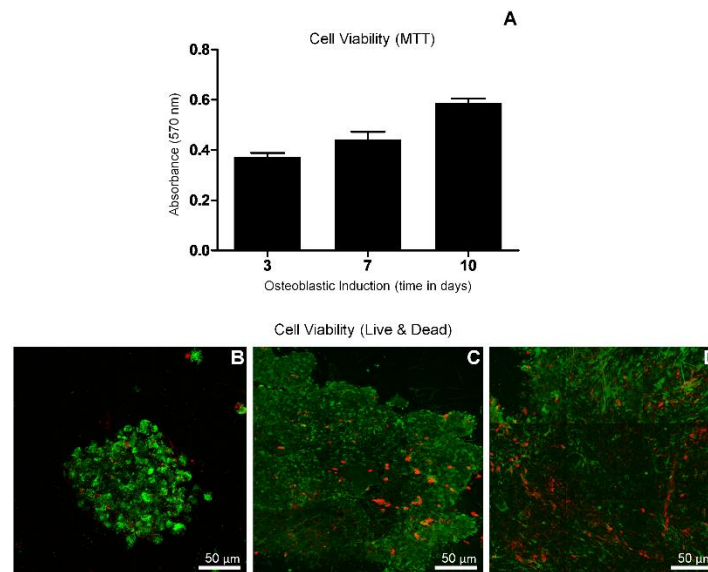 A
Cell Viability (MTT)
0.8
0.6
0.4
0.2
0.0
Absorbance (570 nm)
3 7 10
Osteoblastic Induction (time in days)
Cell Viability (Live & Dead)
B C
50 μm 50 μm 50 μm